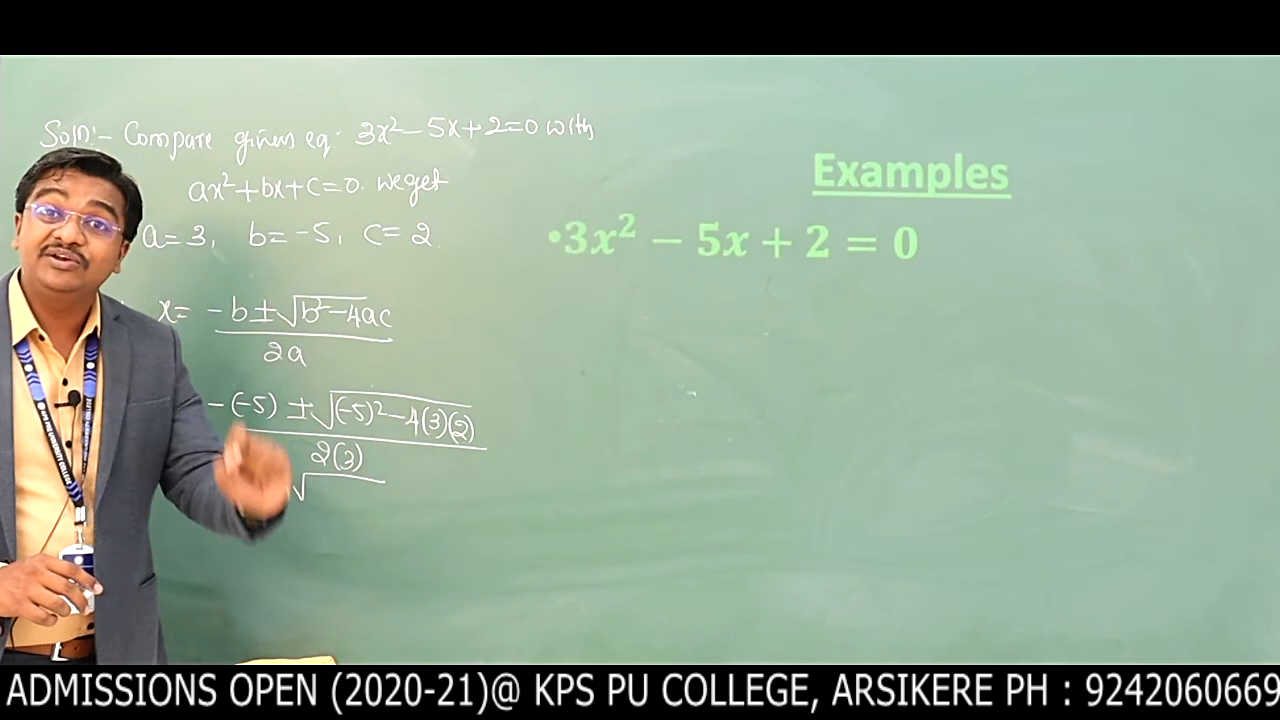 Soln:- Compare given eq: 3x²-5x+2=0 with
ax²+bx+c=0. we get
a=3, b=-5, c=2.
x= -b±√b²-4ac
2a
-(-5) ±√(-5)²-4(3)(2)
2(3)
√
Examples
•3x² − 5x + 2 = 0
ADMISSIONS OPEN (2020-21)@ KPS PU COLLEGE, ARSIKERE PH : 9242060669